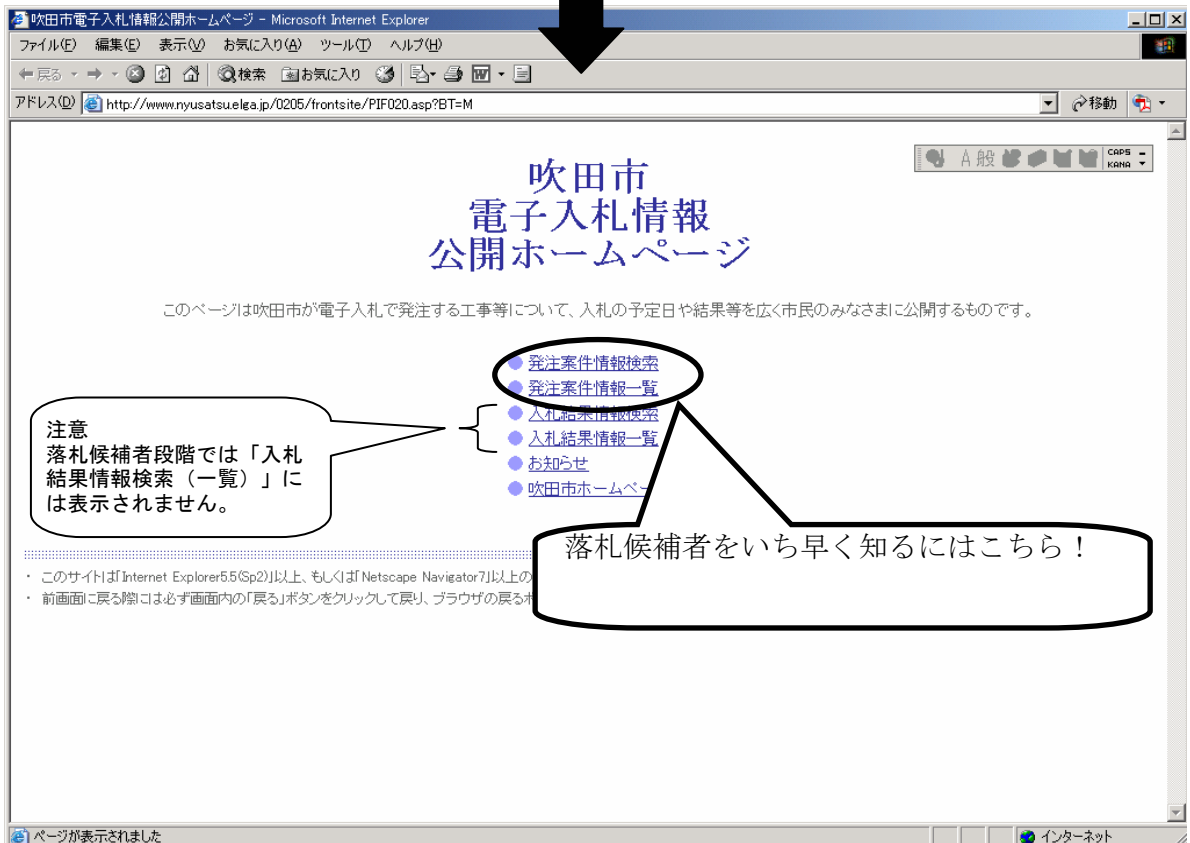 吹田市電子入札情報公開ホームページ - Microsoft Internet Explorer
ファイル(F) 編集(E) 表示(V) お気に入り(A) ツール(T) ヘルプ(H)
戻る 検索 お気に入り
アドレス(D) http://www.nyusatsu.elga.jp/0205/frontsite/PIF020.asp?BT=M 移動
A 般 CAPS KANA
吹田市
電子入札情報
公開ホームページ
このページは吹田市が電子入札で発注する工事等について、入札の予定日や結果等を広く市民のみなさまに公開するものです。
発注案件情報検索
発注案件情報一覧
入札結果情報検索
入札結果情報一覧
お知らせ
吹田市ホームペー
注意
落札候補者段階では「入札
結果情報検索（一覧）」に
は表示されません。
落札候補者をいち早く知るにはこちら！
・ このサイトは「Internet Explorer5.5(Sp2)」以上、もしくは「Netscape Navigator7」以上の
・ 前画面に戻る際には必ず画面内の「戻る」ボタンをクリックして戻り、ブラウザの戻るボ
ページが表示されました インターネット